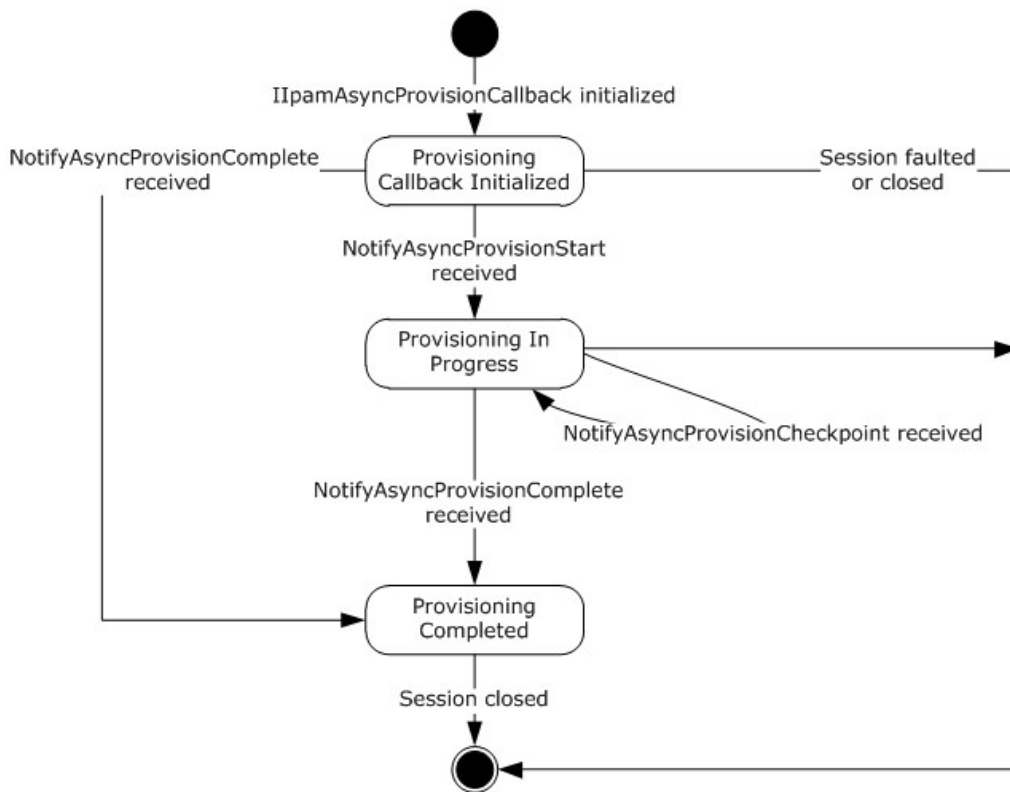 IIpamAsyncProvisionCallback initialized
NotifyAsyncProvisionComplete
received
Provisioning
Callback Initialized
Session faulted
or closed
NotifyAsyncProvisionStart
received
Provisioning In
Progress
NotifyAsyncProvisionCheckpoint received
NotifyAsyncProvisionComplete
received
Provisioning
Completed
Session closed